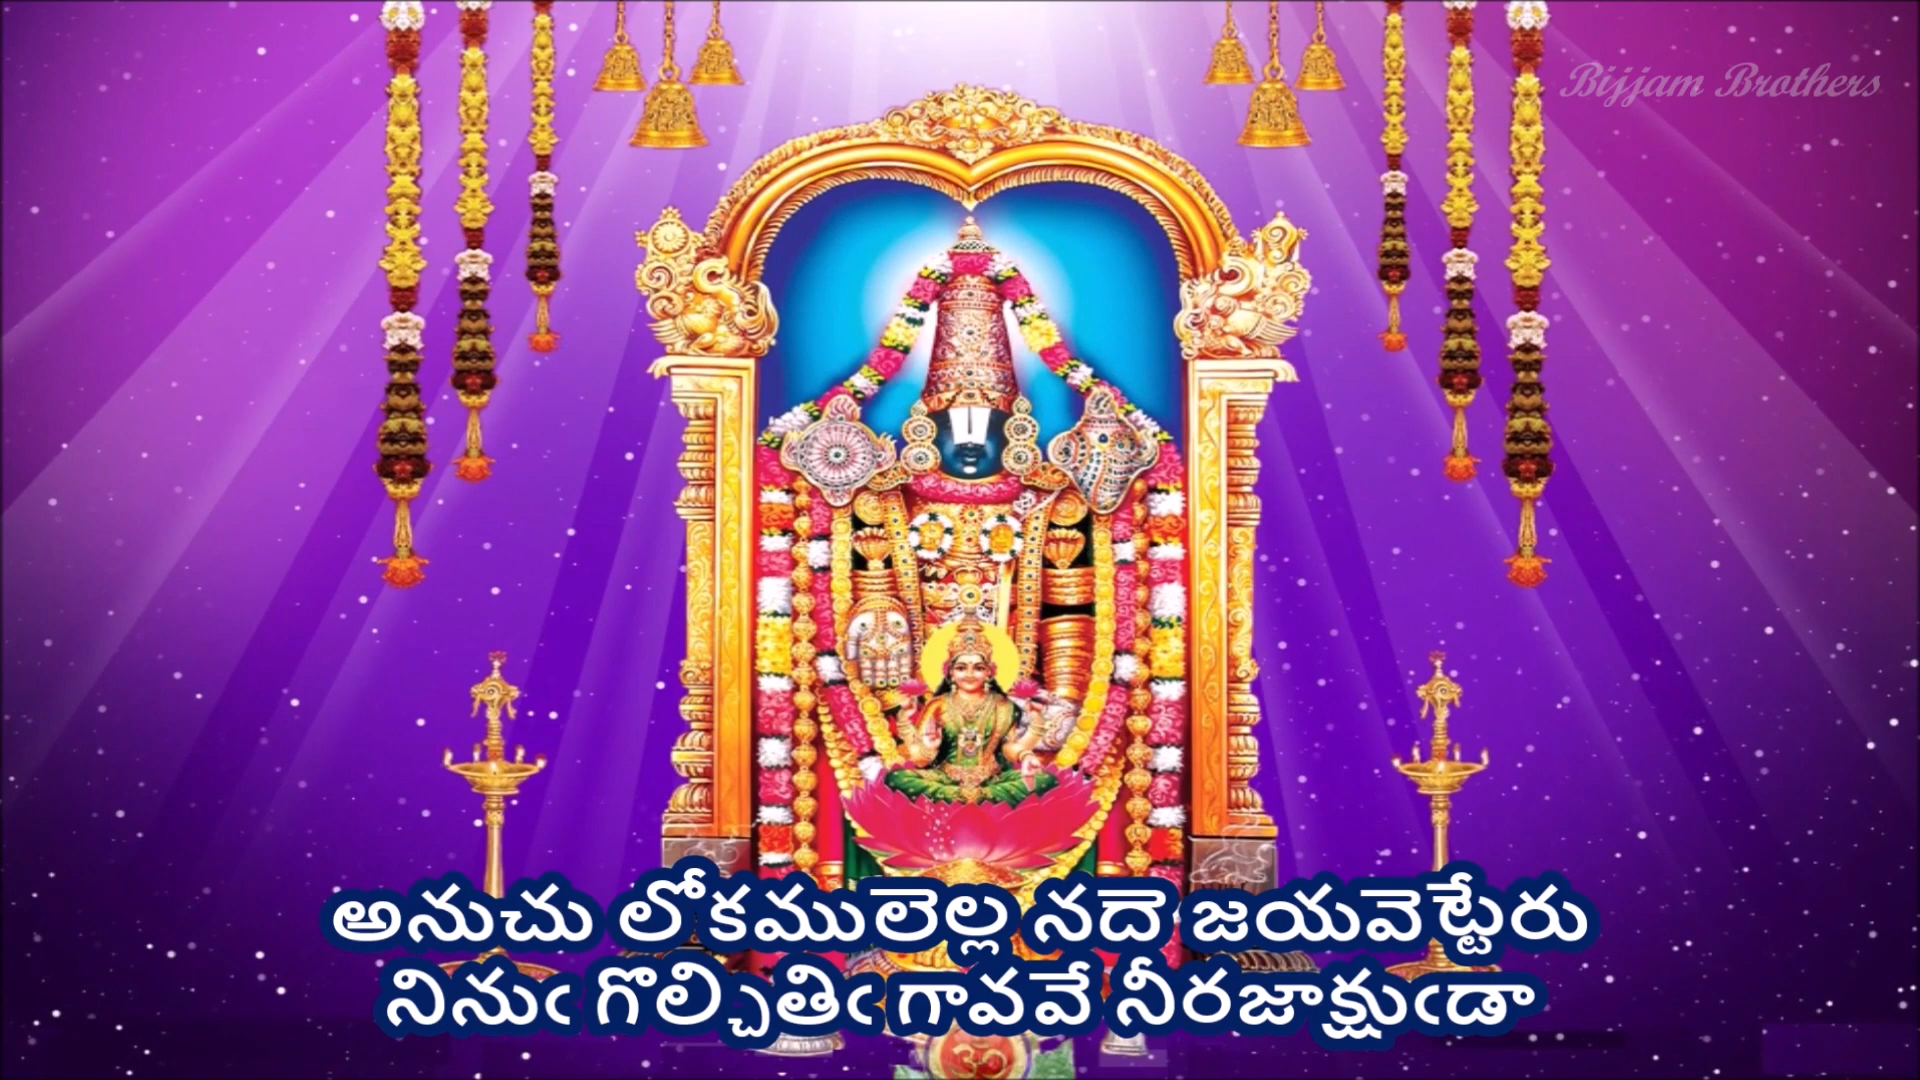 Bijjam Brothers
అనుచు లోకములెల్ల నదె జయవెట్టేరు
నినుఁ గొల్చితిఁ గావవే నీరజాక్షుఁడా
ॐ